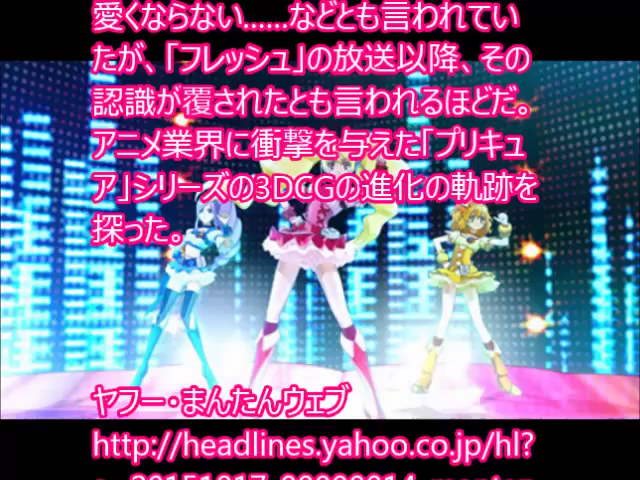 愛くならない……などとも言われてい
たが、「フレッシュ」の放送以降、その
認識が覆されたとも言われるほどだ。
アニメ業界に衝撃を与えた「プリキュ
ア」シリーズの3DCGの進化の軌跡を
探った。
ヤフー・まんたんウェブ
http://headlines.yahoo.co.jp/hl?